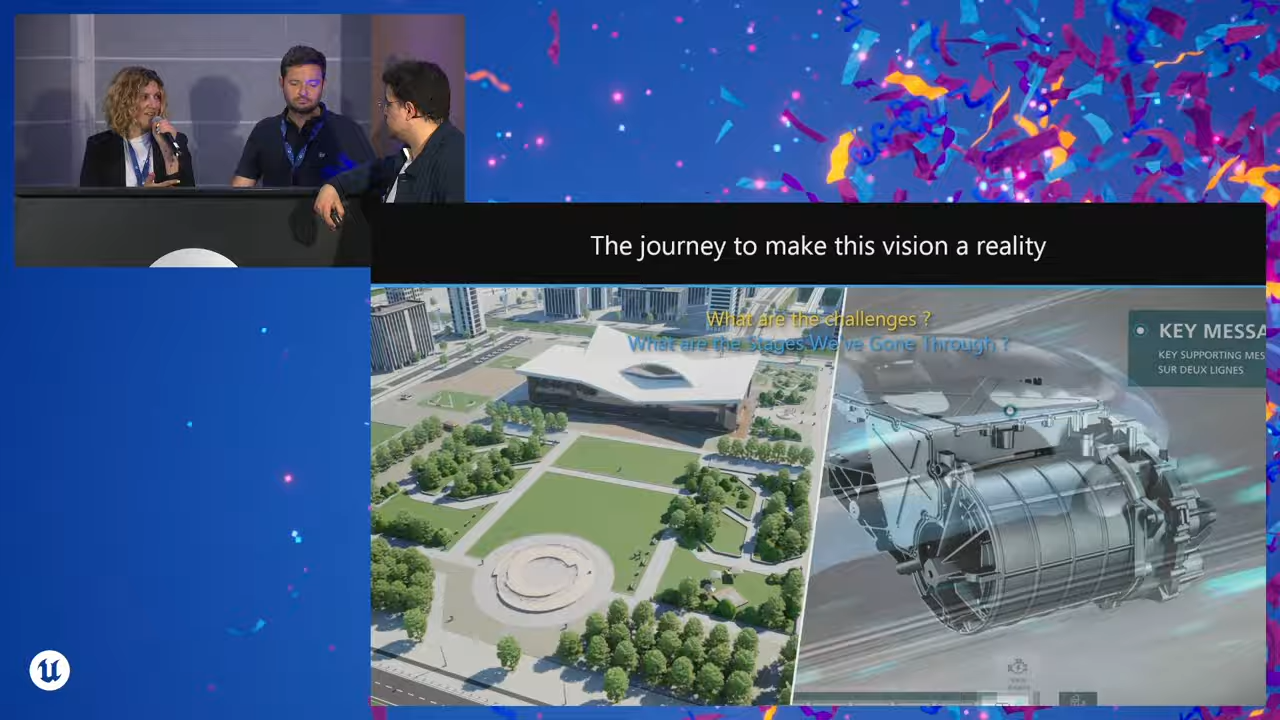 The journey to make this vision a reality
What are the challenges ?
What are the Stages We've Gone Through ?
KEY MESSA
KEY SUPPORTING MES
SUR DEUX LIGNES